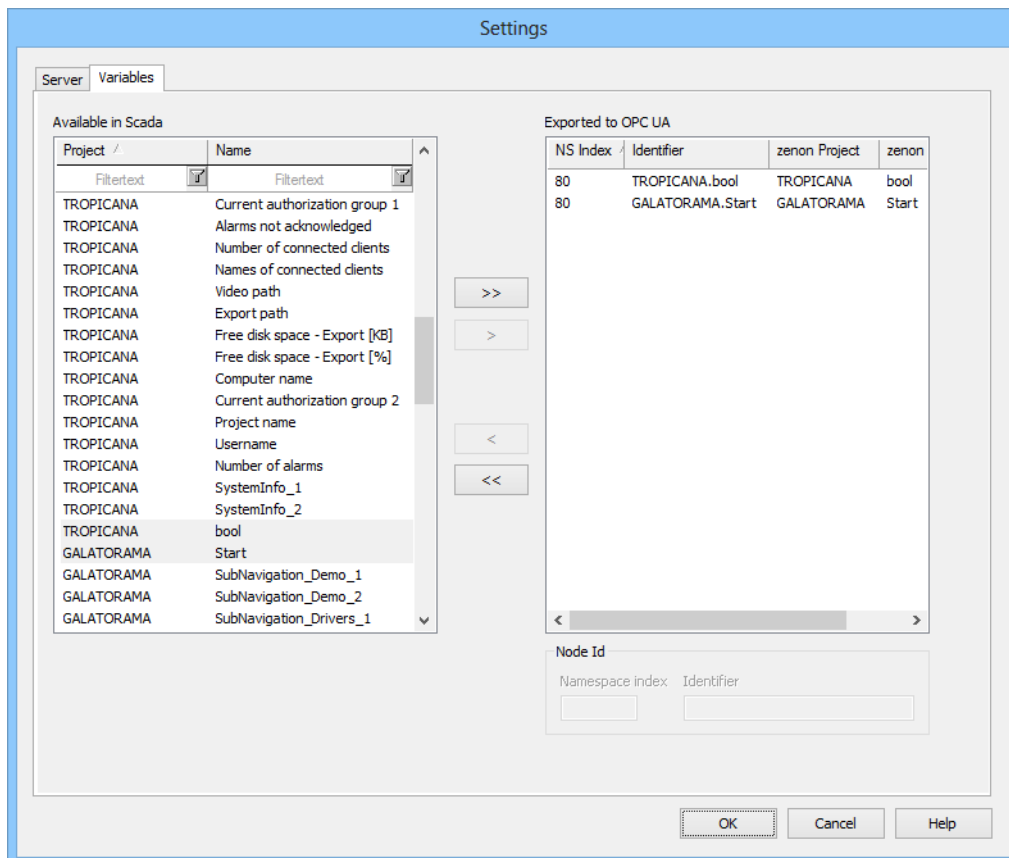 Settings
Server Variables
Available in Scada
Project Name
Filtertext Filtertext
TROPICANA Current authorization group 1
TROPICANA Alarms not acknowledged
TROPICANA Number of connected clients
TROPICANA Names of connected clients
TROPICANA Video path
TROPICANA Export path
TROPICANA Free disk space - Export [KB]
TROPICANA Free disk space - Export [%]
TROPICANA Computer name
TROPICANA Current authorization group 2
TROPICANA Project name
TROPICANA Username
TROPICANA Number of alarms
TROPICANA SystemInfo_1
TROPICANA SystemInfo_2
TROPICANA bool
GALATORAMA Start
GALATORAMA SubNavigation_Demo_1
GALATORAMA SubNavigation_Demo_2
GALATORAMA SubNavigation_Drivers_1
>>
>
<
<<
Exported to OPC UA
NS Index Identifier zenon Project zenon
80 TROPICANA.bool TROPICANA bool
80 GALATORAMA.Start GALATORAMA Start
Node Id
Namespace index Identifier
OK Cancel Help